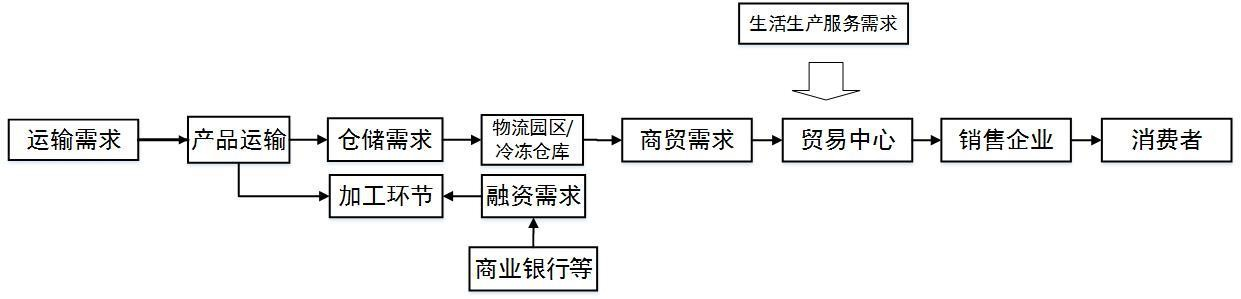 生活生产服务需求
运输需求
产品运输
仓储需求
物流园区/
冷冻仓库
商贸需求
贸易中心
销售企业
消费者
加工环节
融资需求
商业银行等